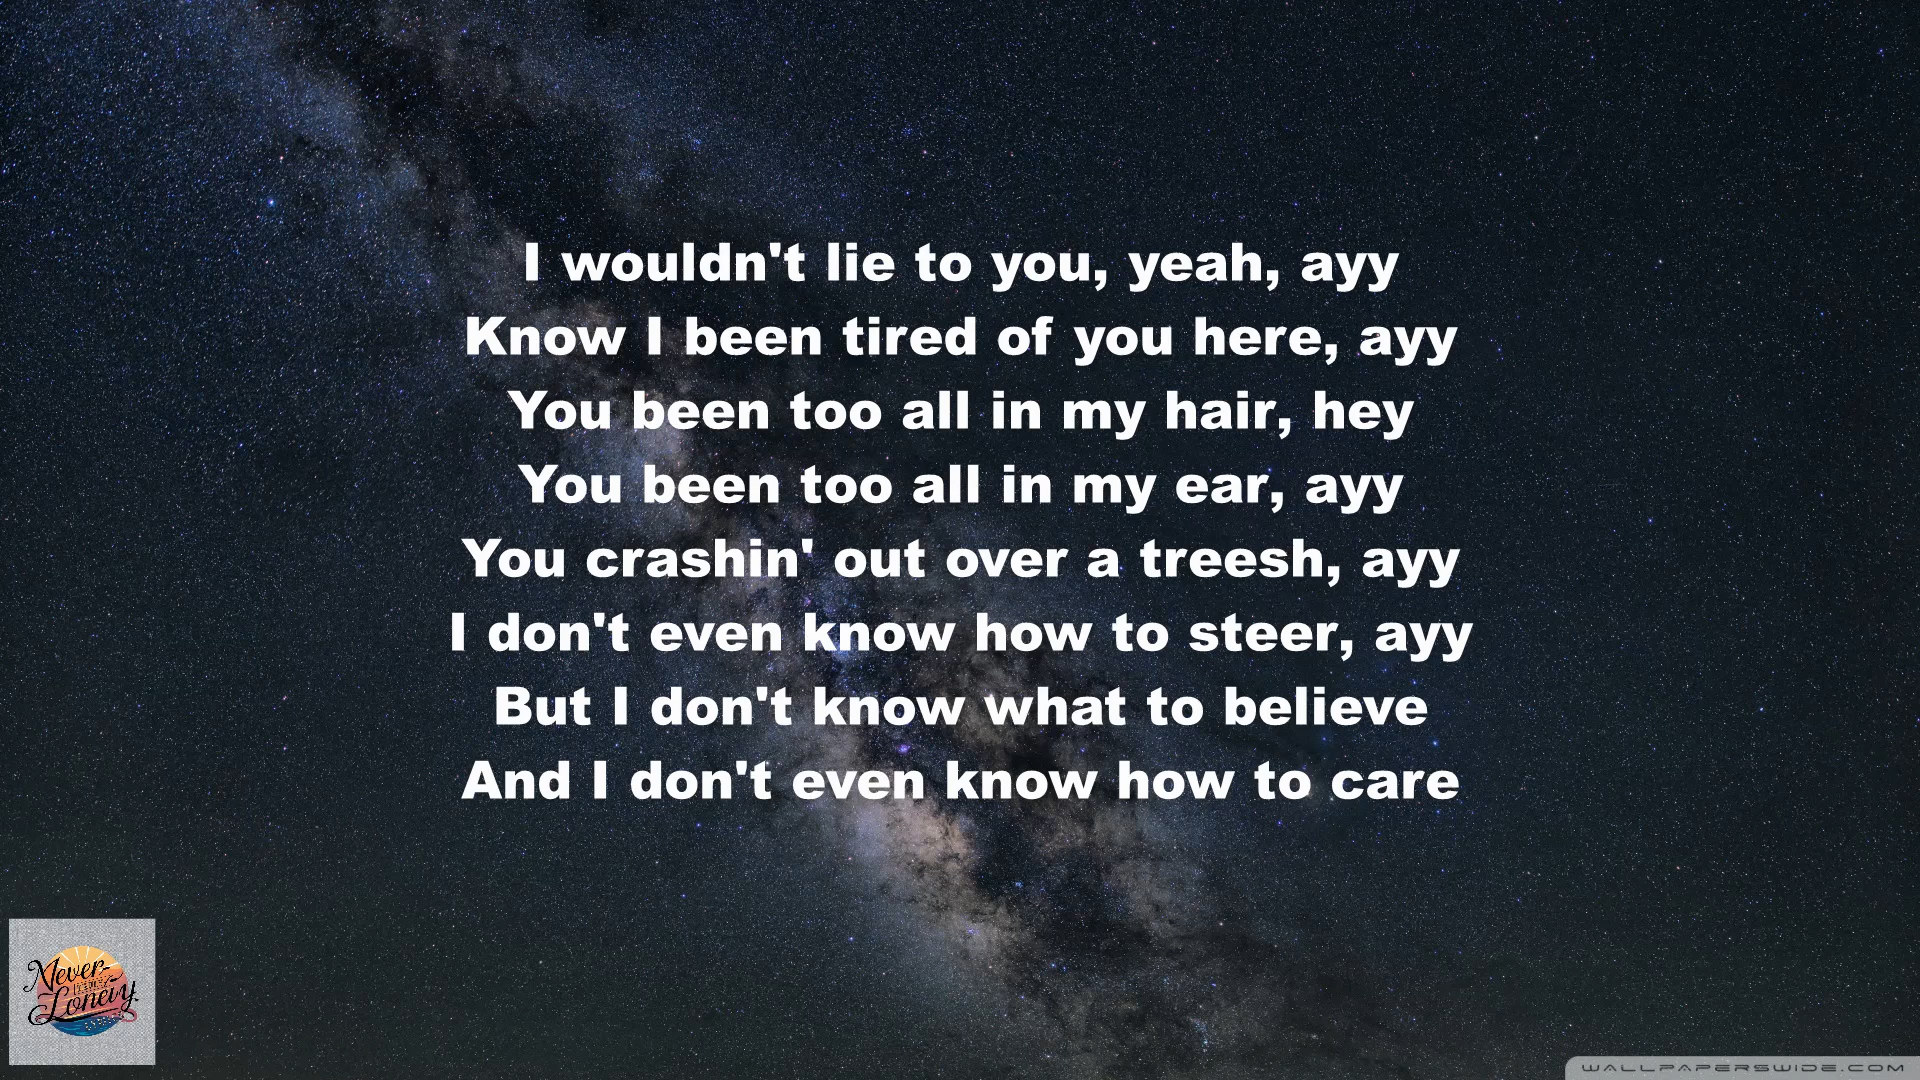 I wouldn't lie to you, yeah, ayy
Know I been tired of you here, ayy
You been too all in my hair, hey
You been too all in my ear, ayy
You crashin' out over a treesh, ayy
I don't even know how to steer, ayy
But I don't know what to believe
And I don't even know how to care
Never-
Lonely
WALLPAPERSWIDE.COM